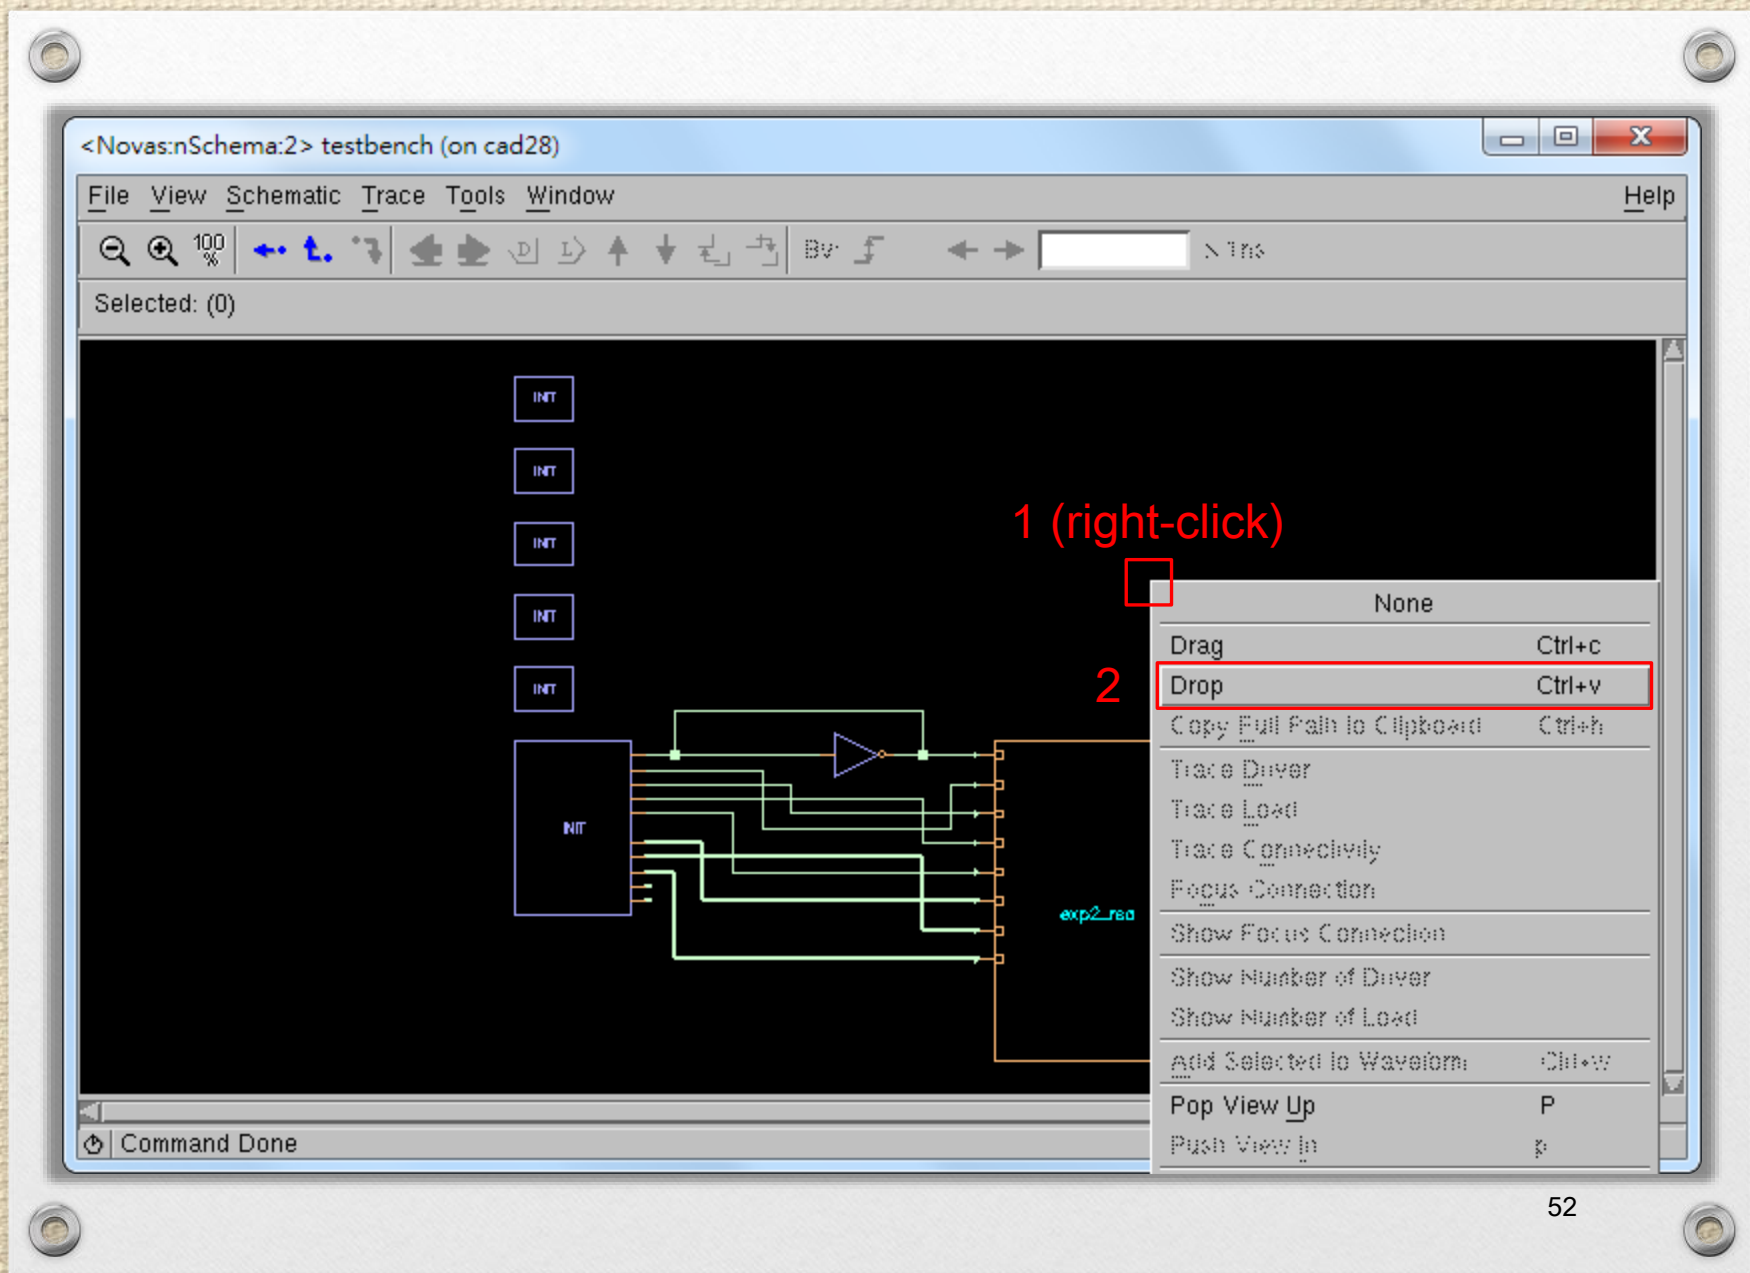 <Novas:nSchema:2> testbench (on cad28)
File View Schematic Trace Tools Window Help
100 % By:
Selected: (0)
INIT
INIT
1 (right-click)
INIT
None
INIT
Drag Ctrl+c
2 Drop Ctrl+v
INIT
Copy Full Path to Clipboard Ctrl+h
Trace Driver
Trace Load
INIT
Trace Connectivity
Focus Connection
exp2_rsa
Show Focus Connection
Show Number of Driver
Show Number of Load
Add Selected to Waveform Ctrl+w
Pop View Up P
Command Done
Push View In p
52